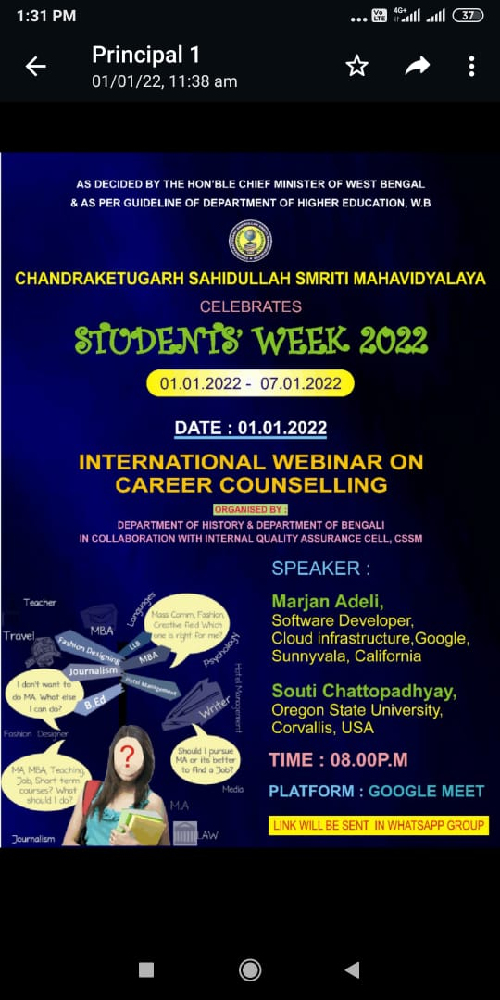 1:31 PM
Vo LTE 4G+ 37
Principal 1
01/01/22, 11:38 am
AS DECIDED BY THE HON'BLE CHIEF MINISTER OF WEST BENGAL
& AS PER GUIDELINE OF DEPARTMENT OF HIGHER EDUCATION, W.B
CHANDRAKETUGARH SAHIDULLAH SMRITI MAHAVIDYALAYA
CELEBRATES
STUDENTS' WEEK 2022
01.01.2022 - 07.01.2022
DATE : 01.01.2022
INTERNATIONAL WEBINAR ON
CAREER COUNSELLING
ORGANISED BY :
DEPARTMENT OF HISTORY & DEPARTMENT OF BENGALI
IN COLLABORATION WITH INTERNAL QUALITY ASSURANCE CELL, CSSM
SPEAKER :
Marjan Adeli,
Software Developer,
Cloud infrastructure,Google,
Sunnyvala, California
Souti Chattopadhyay,
Oregon State University,
Corvallis, USA
TIME : 08.00P.M
PLATFORM : GOOGLE MEET
LINK WILL BE SENT IN WHATSAPP GROUP
Teacher
Languages
MBA
Travel
Fashion Designing
LLB
MBA
Mass Comm, Fashion,
Creative field Which
one is right for me?
Psychology
Journalism
Hotel Management
Hotel Management
B.Ed
I don't want to
do MA. What else
I can do?
Writer
Fashion Designer
Should I pursue
MA or its better
to find a Job?
?
MA, MBA, Teaching,
Job, Short term
courses? What
should I do?
Media
M.A
Journalism
LAW